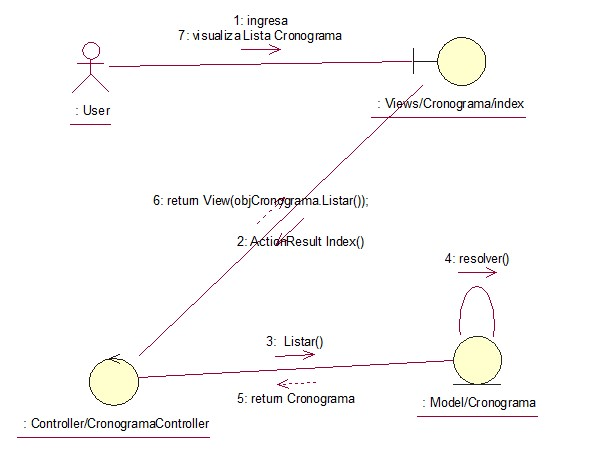 1: ingresa
7: visualiza Lista Cronograma
: User
: Views/Cronograma/index
6: return View(objCronograma.Listar());
2: ActionResult Index()
4: resolver()
3: Listar()
5: return Cronograma
: Model/Cronograma
: Controller/CronogramaController